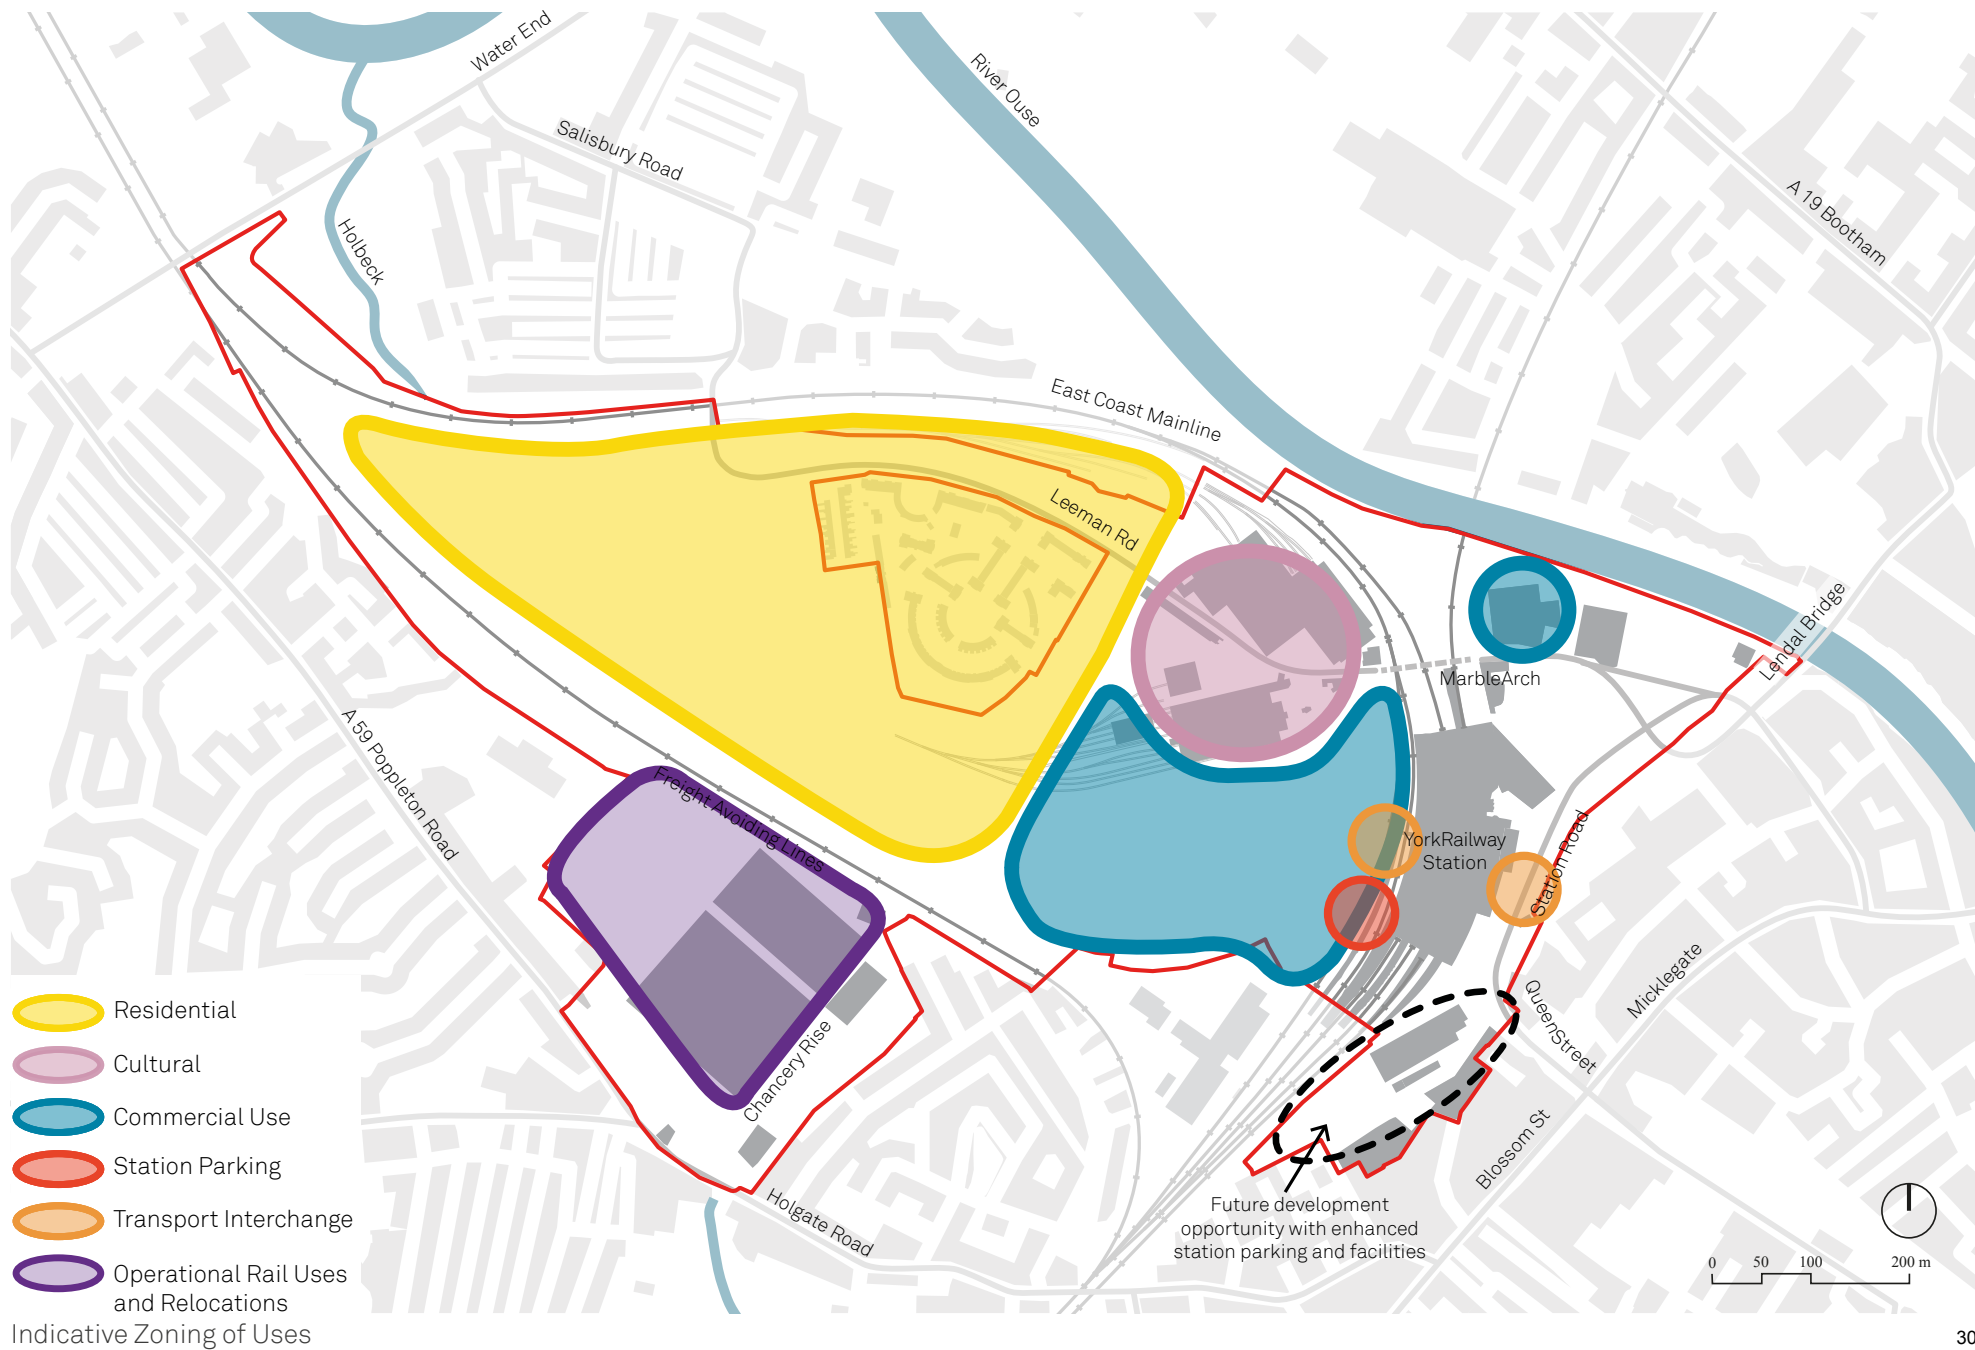 Water End
River Ouse
Salisbury Road
A 19 Bootham
Holbeck
East Coast Mainline
Leeman Rd
Lendal Bridge
MarbleArch
A 59 Poppleton Road
Freight Avoiding Lines
YorkRailway
Station
Station Road
Micklegate
QueenStreet
Chancery Rise
Blossom St
Holgate Road
Future development
opportunity with enhanced
station parking and facilities
Residential
Cultural
Commercial Use
Station Parking
Transport Interchange
Operational Rail Uses
and Relocations
0 50 100 200 m
Indicative Zoning of Uses
30